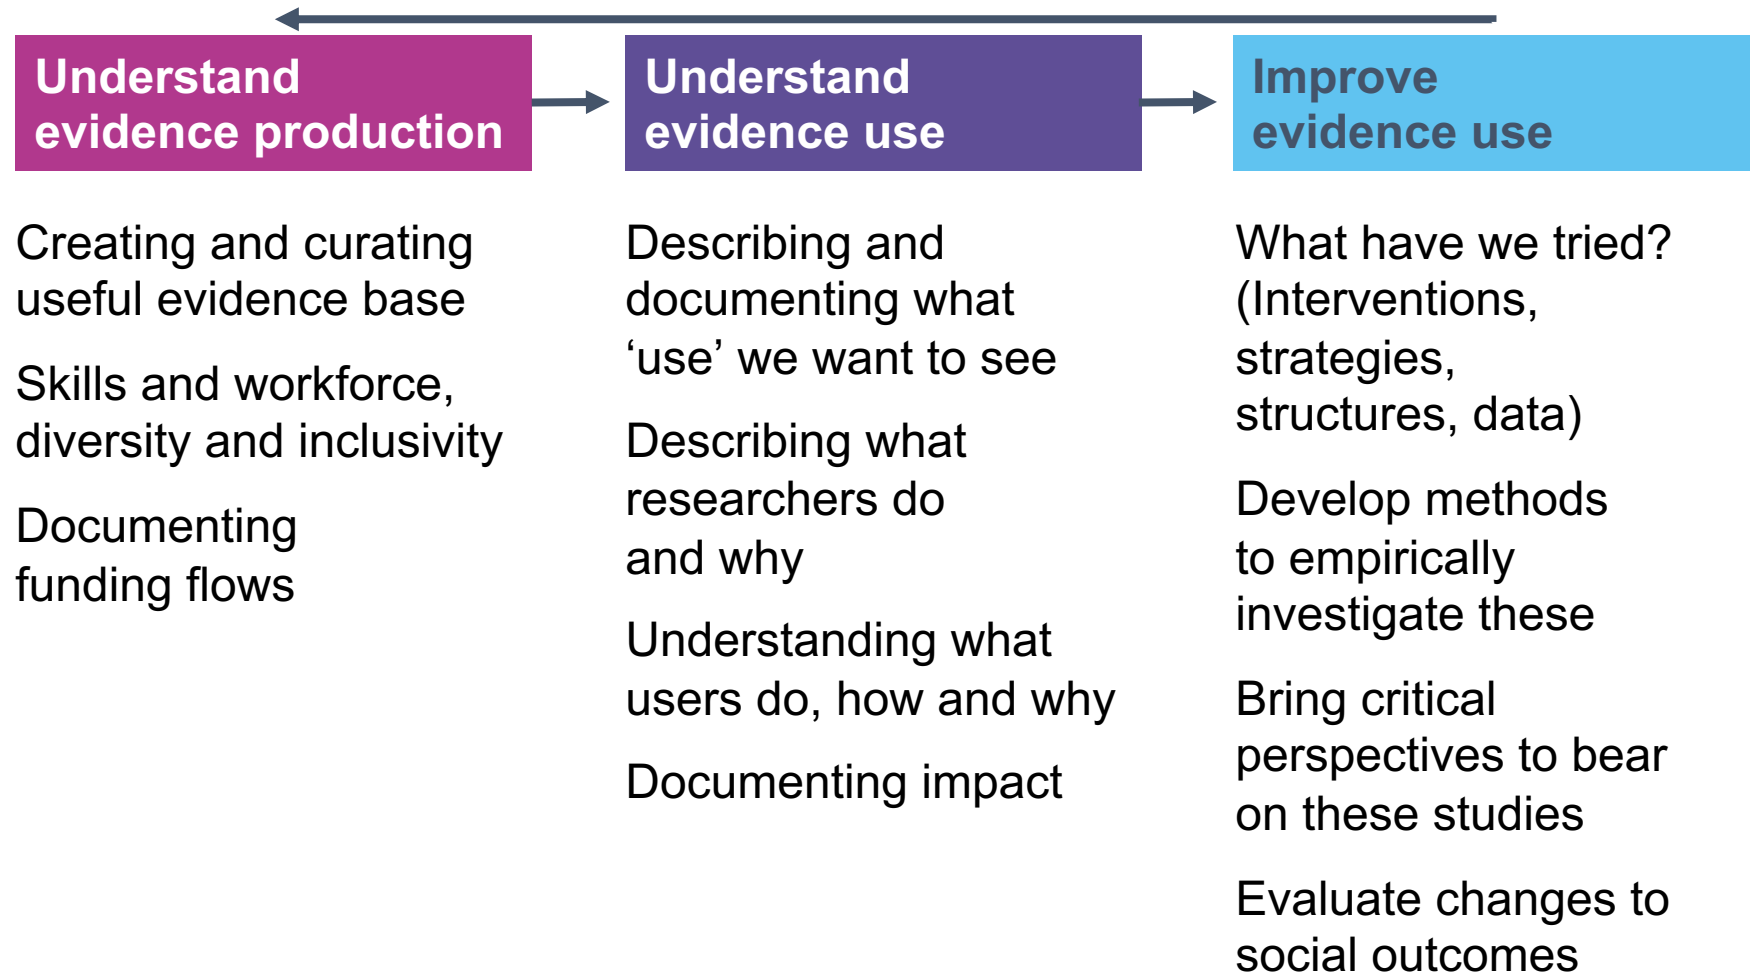 Understand
evidence production
Understand
evidence use
Improve
evidence use
Creating and curating
useful evidence base
Skills and workforce,
diversity and inclusivity
Documenting
funding flows
Describing and
documenting what
‘use’ we want to see
Describing what
researchers do
and why
Understanding what
users do, how and why
Documenting impact
What have we tried?
(Interventions,
strategies,
structures, data)
Develop methods
to empirically
investigate these
Bring critical
perspectives to bear
on these studies
Evaluate changes to
social outcomes